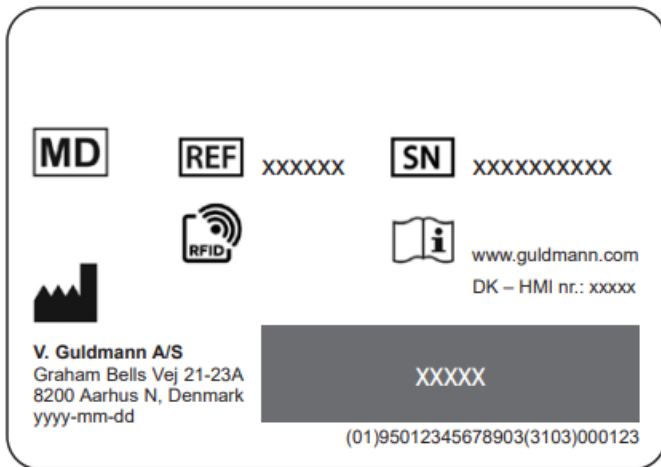 MD
REF xxxxxx
SN xxxxxxxxxx
RFID
i www.guldmann.com
DK – HMI nr.: xxxxx
V. Guldmann A/S
Graham Bells Vej 21-23A
8200 Aarhus N, Denmark
yyyy-mm-dd
XXXXX
(01)95012345678903(3103)000123